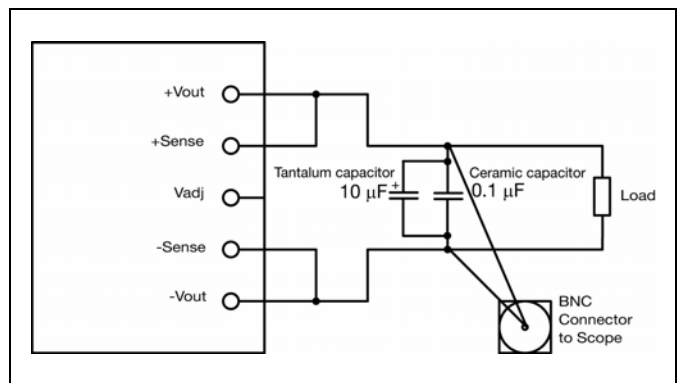 +Vout
+Sense
Vadj
-Sense
-Vout
Tantalum capacitor
10 μF+
Ceramic capacitor
0.1 μF
Load
BNC
Connector
to Scope